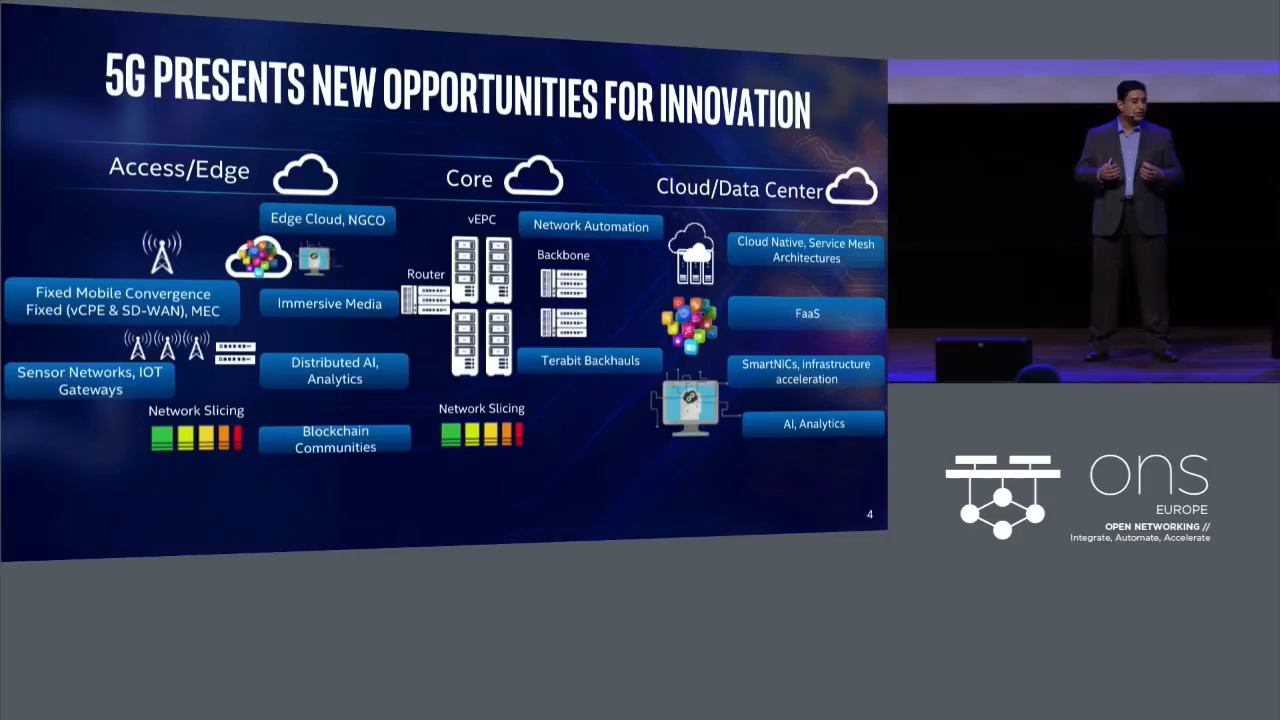 5G PRESENTS NEW OPPORTUNITIES FOR INNOVATION
Access/Edge
Core
Cloud/Data Center
Edge Cloud, NGCO
vEPC
Network Automation
Cloud Native, Service Mesh
Architectures
Backbone
Router
Fixed Mobile Convergence
Fixed (vCPE & SD-WAN), MEC
Immersive Media
FaaS
Sensor Networks, IOT
Gateways
Distributed AI,
Analytics
Terabit Backhauls
SmartNICs, infrastructure
acceleration
Network Slicing
Blockchain
Communities
Network Slicing
AI, Analytics
4
ons
EUROPE
OPEN NETWORKING //
Integrate, Automate, Accelerate